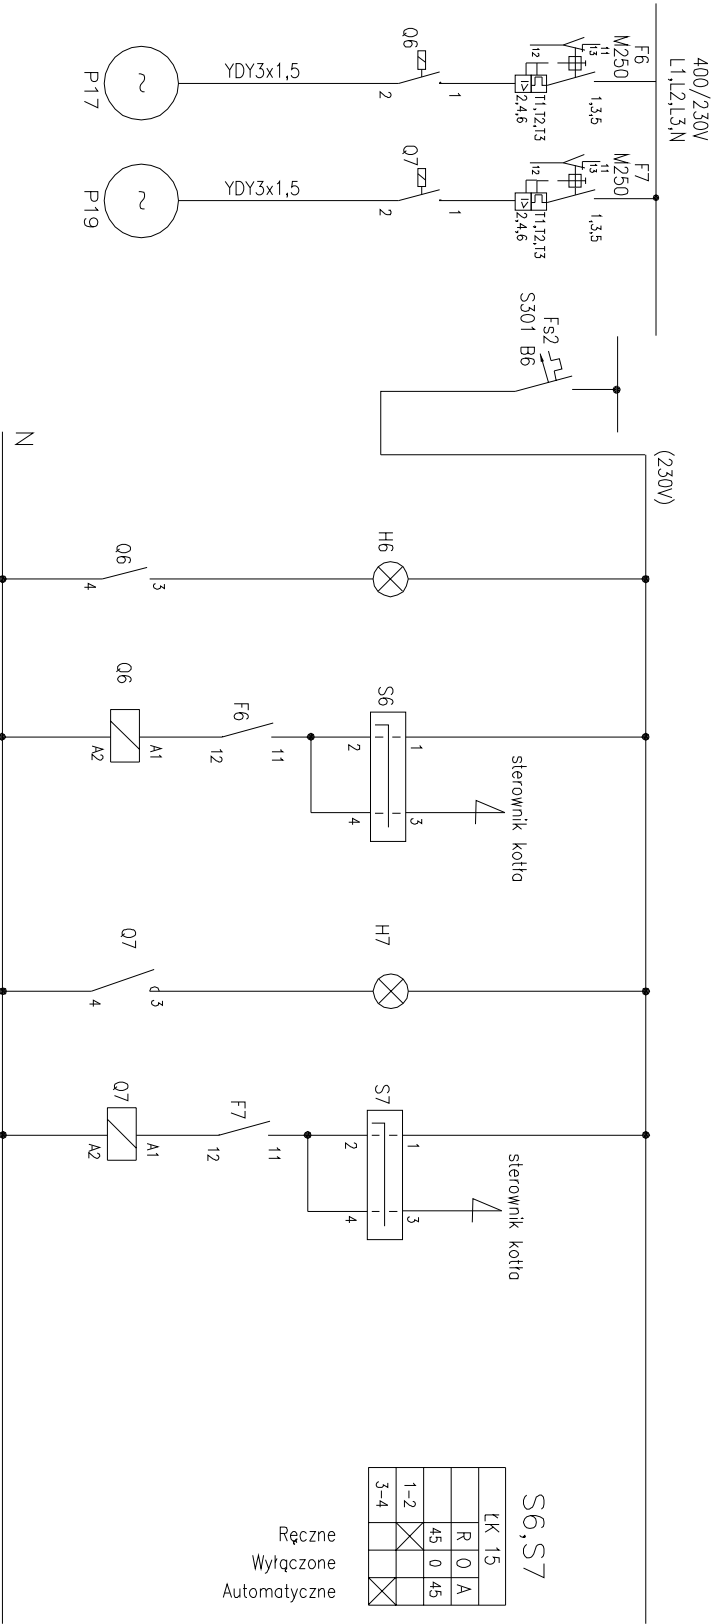 400/230V
L1,L2,L3,N
F6
M250
11
13
12
1,3,5
T1,T2,T3
2,4,6
I>
Q6
1
2
YDY3x1,5
~
P17
F7
M250
11
13
12
1,3,5
T1,T2,T3
2,4,6
I>
Q7
1
2
YDY3x1,5
~
P19
Fs2
S301 B6
(230V)
N
H6
Q6
3
4
sterownik kotła
S6
1
2
3
4
F6
11
12
Q6
A1
A2
H7
Q7
3
4
sterownik kotła
S7
1
2
3
4
F7
11
12
Q7
A1
A2
S6,S7
ŁK 15
R 0 A
45 0 45
1-2
3-4
Ręczne
Wyłączone
Automatyczne